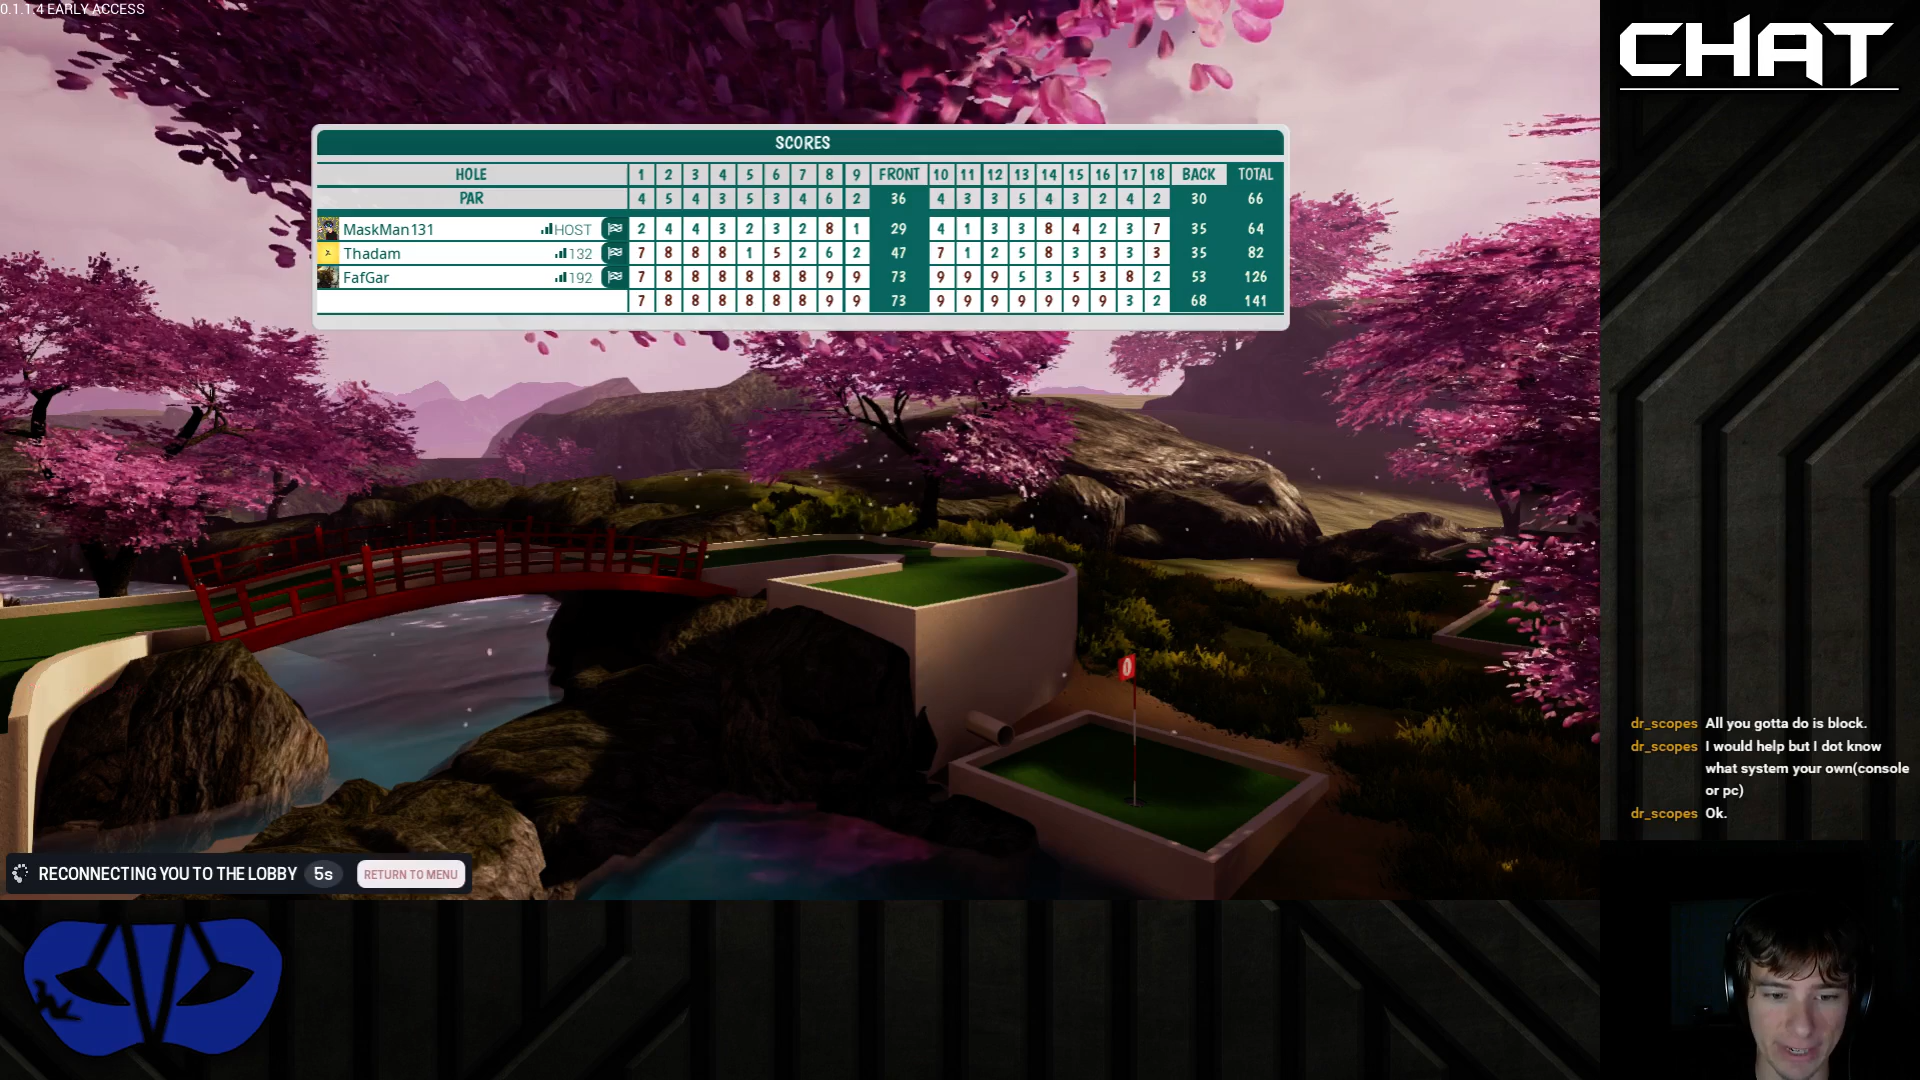 0.1.1.4 EARLY ACCESS
CHAT
SCORES
HOLE 1 2 3 4 5 6 7 8 9 FRONT 10 11 12 13 14 15 16 17 18 BACK TOTAL
PAR 4 5 4 3 5 3 4 6 2 36 4 3 3 5 4 3 2 4 2 30 66
MaskMan131 HOST 2 4 4 3 2 3 2 8 1 29 4 1 3 3 8 4 2 3 7 35 64
Thadam 132 7 8 8 8 1 5 2 6 2 47 7 1 2 5 8 3 3 3 3 35 82
FafGar 192 7 8 8 8 8 8 8 9 9 73 9 9 9 5 3 5 3 8 2 53 126
7 8 8 8 8 8 8 9 9 73 9 9 9 9 9 9 9 3 2 68 141
0
dr_scopes All you gotta do is block.
dr_scopes I would help but I dot know
what system your own(console
or pc)
dr_scopes Ok.
RECONNECTING YOU TO THE LOBBY 5s RETURN TO MENU